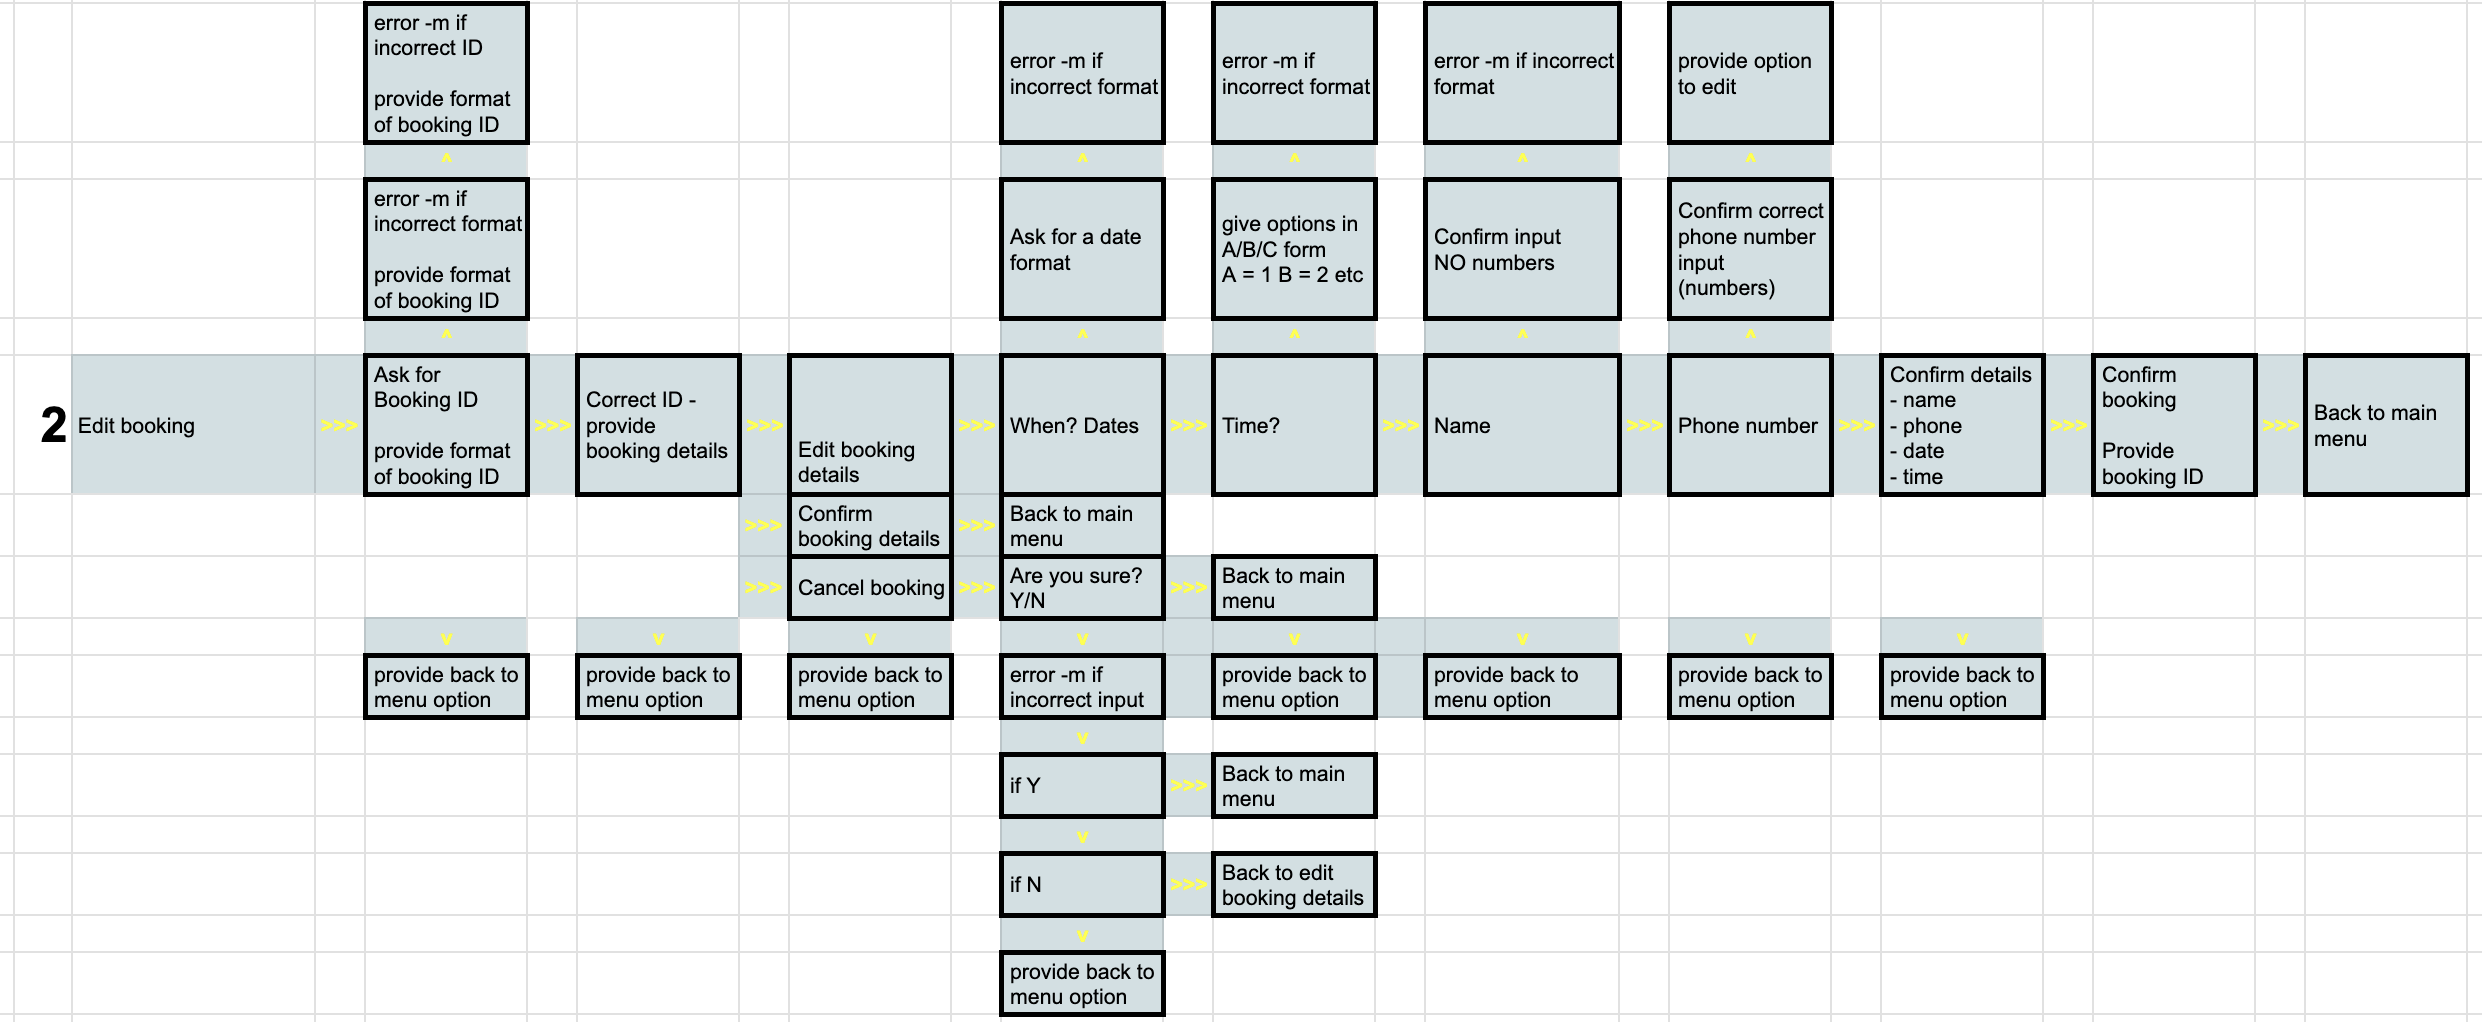 error -m if
incorrect ID
provide format
of booking ID
error -m if
incorrect format
error -m if
incorrect format
error -m if incorrect
format
provide option
to edit
^ ^ ^ ^ ^
error -m if
incorrect format
provide format
of booking ID
Ask for a date
format
give options in
A/B/C form
A = 1 B = 2 etc
Confirm input
NO numbers
Confirm correct
phone number
input
(numbers)
^ ^ ^ ^ ^
2
Edit booking
>>>
Ask for
Booking ID
provide format
of booking ID
>>>
Correct ID -
provide
booking details
>>>
Edit booking
details
>>>
When? Dates
>>>
Time?
>>>
Name
>>>
Phone number
>>>
Confirm details
- name
- phone
- date
- time
>>>
Confirm
booking
Provide
booking ID
>>>
Back to main
menu
>>>
Confirm
booking details
>>>
Back to main
menu
>>>
Cancel booking
>>>
Are you sure?
Y/N
>>>
Back to main
menu
v v v v v v v v
provide back to
menu option
provide back to
menu option
provide back to
menu option
error -m if
incorrect input
provide back to
menu option
provide back to
menu option
provide back to
menu option
provide back to
menu option
v
if Y
>>>
Back to main
menu
v
if N
>>>
Back to edit
booking details
v
provide back to
menu option